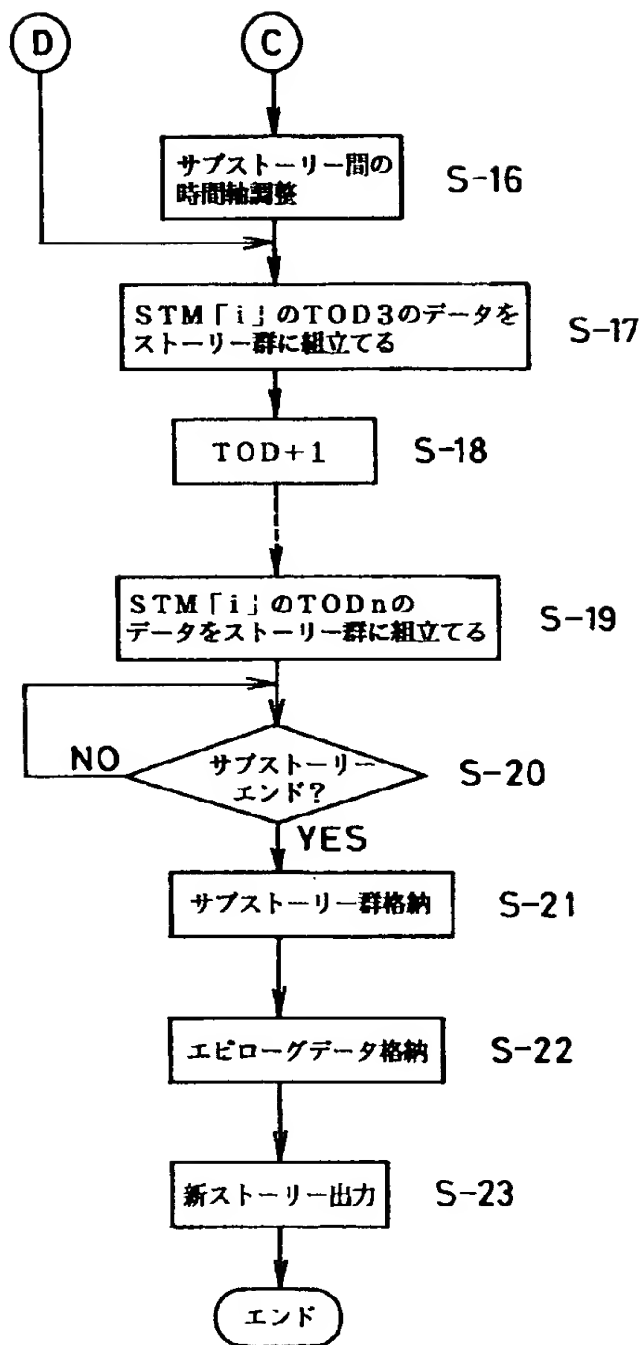 D
C
サブストーリー間の
時間軸調整
S-16
STM「i」のTOD3のデータを
ストーリー群に組立てる
S-17
TOD+1
S-18
STM「i」のTODnの
データをストーリー群に組立てる
S-19
NO
サブストーリー
エンド?
S-20
YES
サブストーリー群格納
S-21
エピローグデータ格納
S-22
新ストーリー出力
S-23
エンド